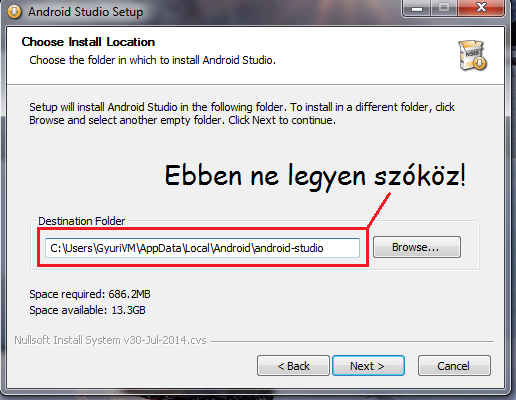 Android Studio Setup
Choose Install Location
Choose the folder in which to install Android Studio.
NSIS
Setup will install Android Studio in the following folder. To install in a different folder, click
Browse and select another empty folder. Click Next to continue.
Ebben ne legyen szóköz!
Destination Folder
C:\Users\GyuriVM\AppData\Local\Android\android-studio
Browse...
Space required: 686.2MB
Space available: 13.3GB
Nullsoft Install System v30-Jul-2014.cvs
< Back
Next >
Cancel